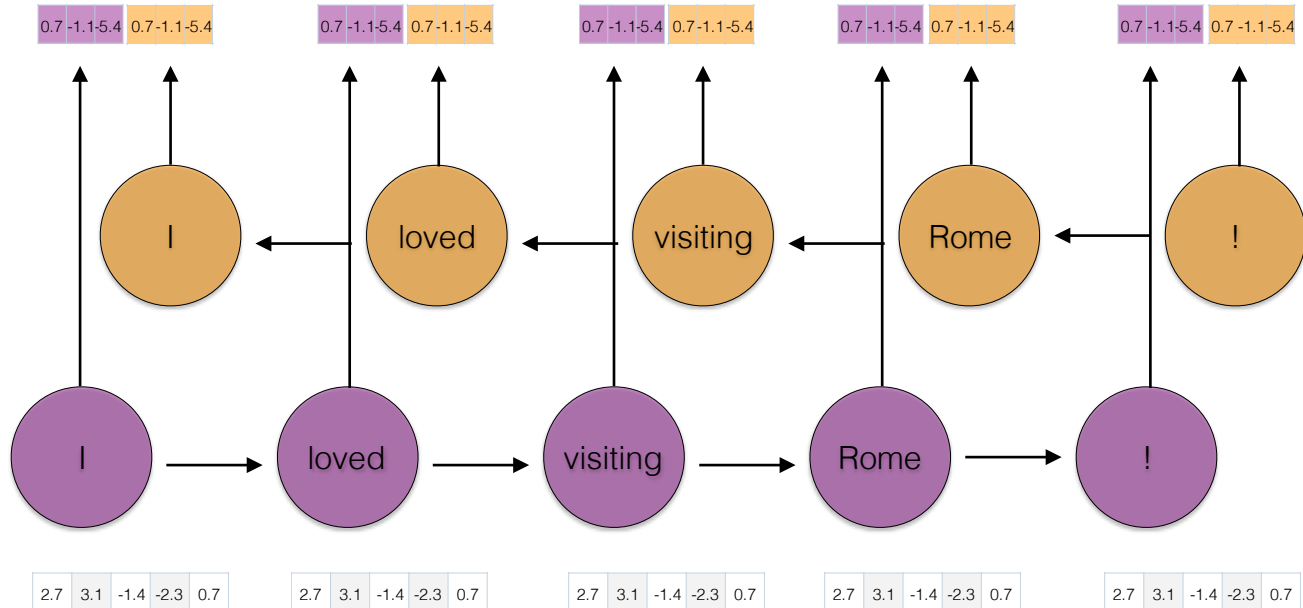 0.7 -1.1 -5.4 0.7 -1.1 -5.4 0.7 -1.1 -5.4 0.7 -1.1 -5.4 0.7 -1.1 -5.4 0.7 -1.1 -5.4 0.7 -1.1 -5.4 0.7 -1.1 -5.4 0.7 -1.1 -5.4 0.7 -1.1 -5.4
I loved visiting Rome !
I loved visiting Rome !
2.7 3.1 -1.4 -2.3 0.7 2.7 3.1 -1.4 -2.3 0.7 2.7 3.1 -1.4 -2.3 0.7 2.7 3.1 -1.4 -2.3 0.7 2.7 3.1 -1.4 -2.3 0.7